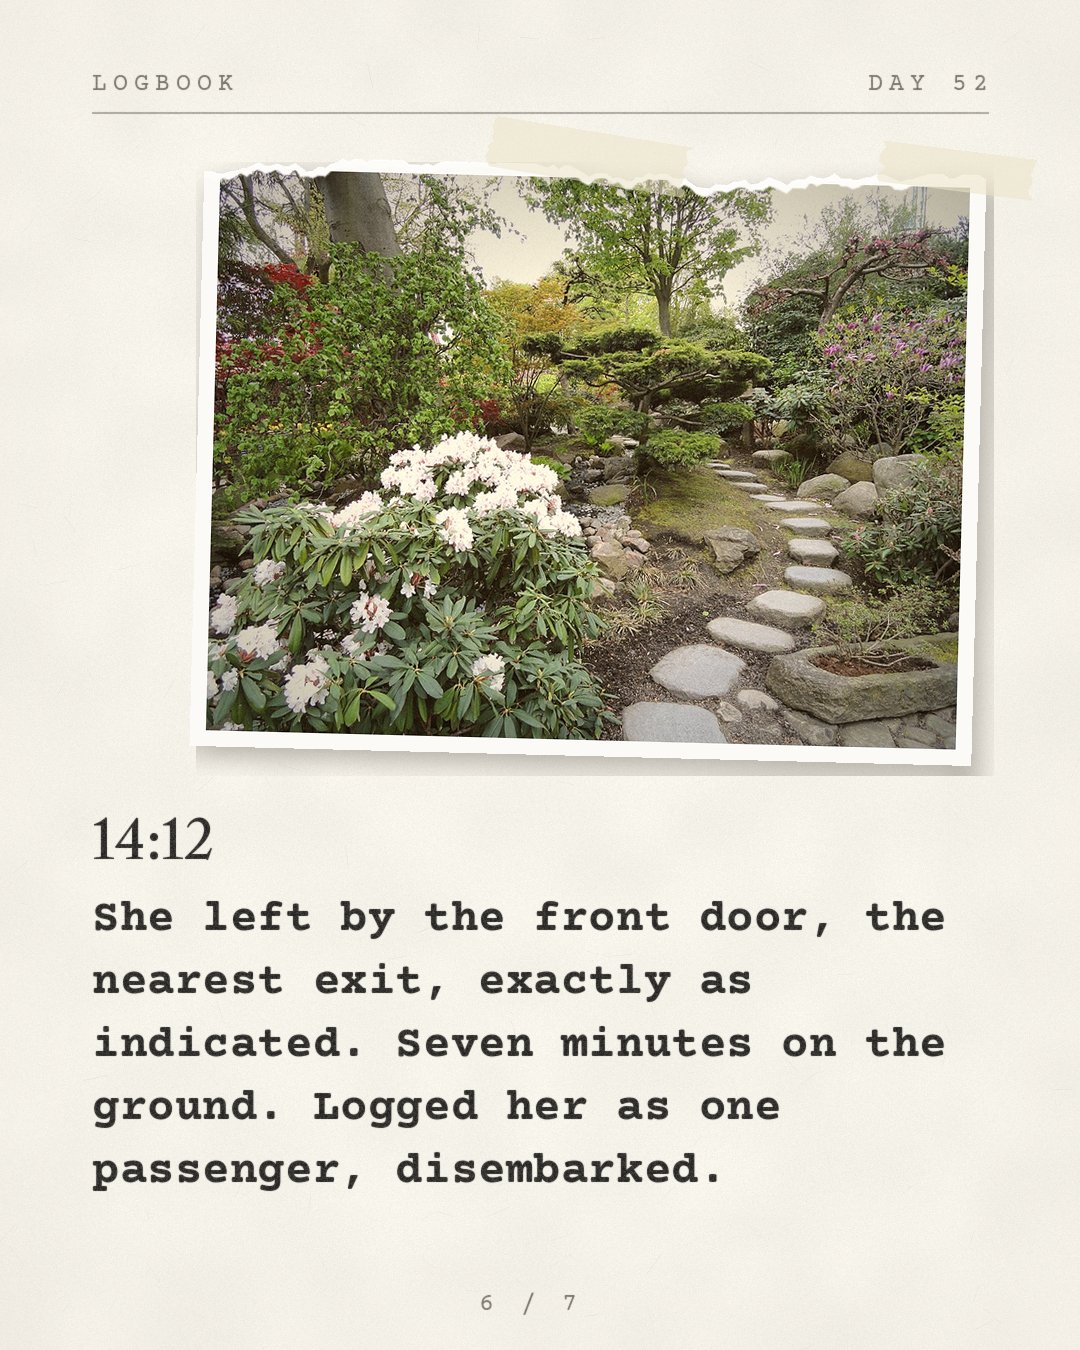 LOGBOOK DAY 52
14:12
She left by the front door, the
nearest exit, exactly as
indicated. Seven minutes on the
ground. Logged her as one
passenger, disembarked.
6 / 7